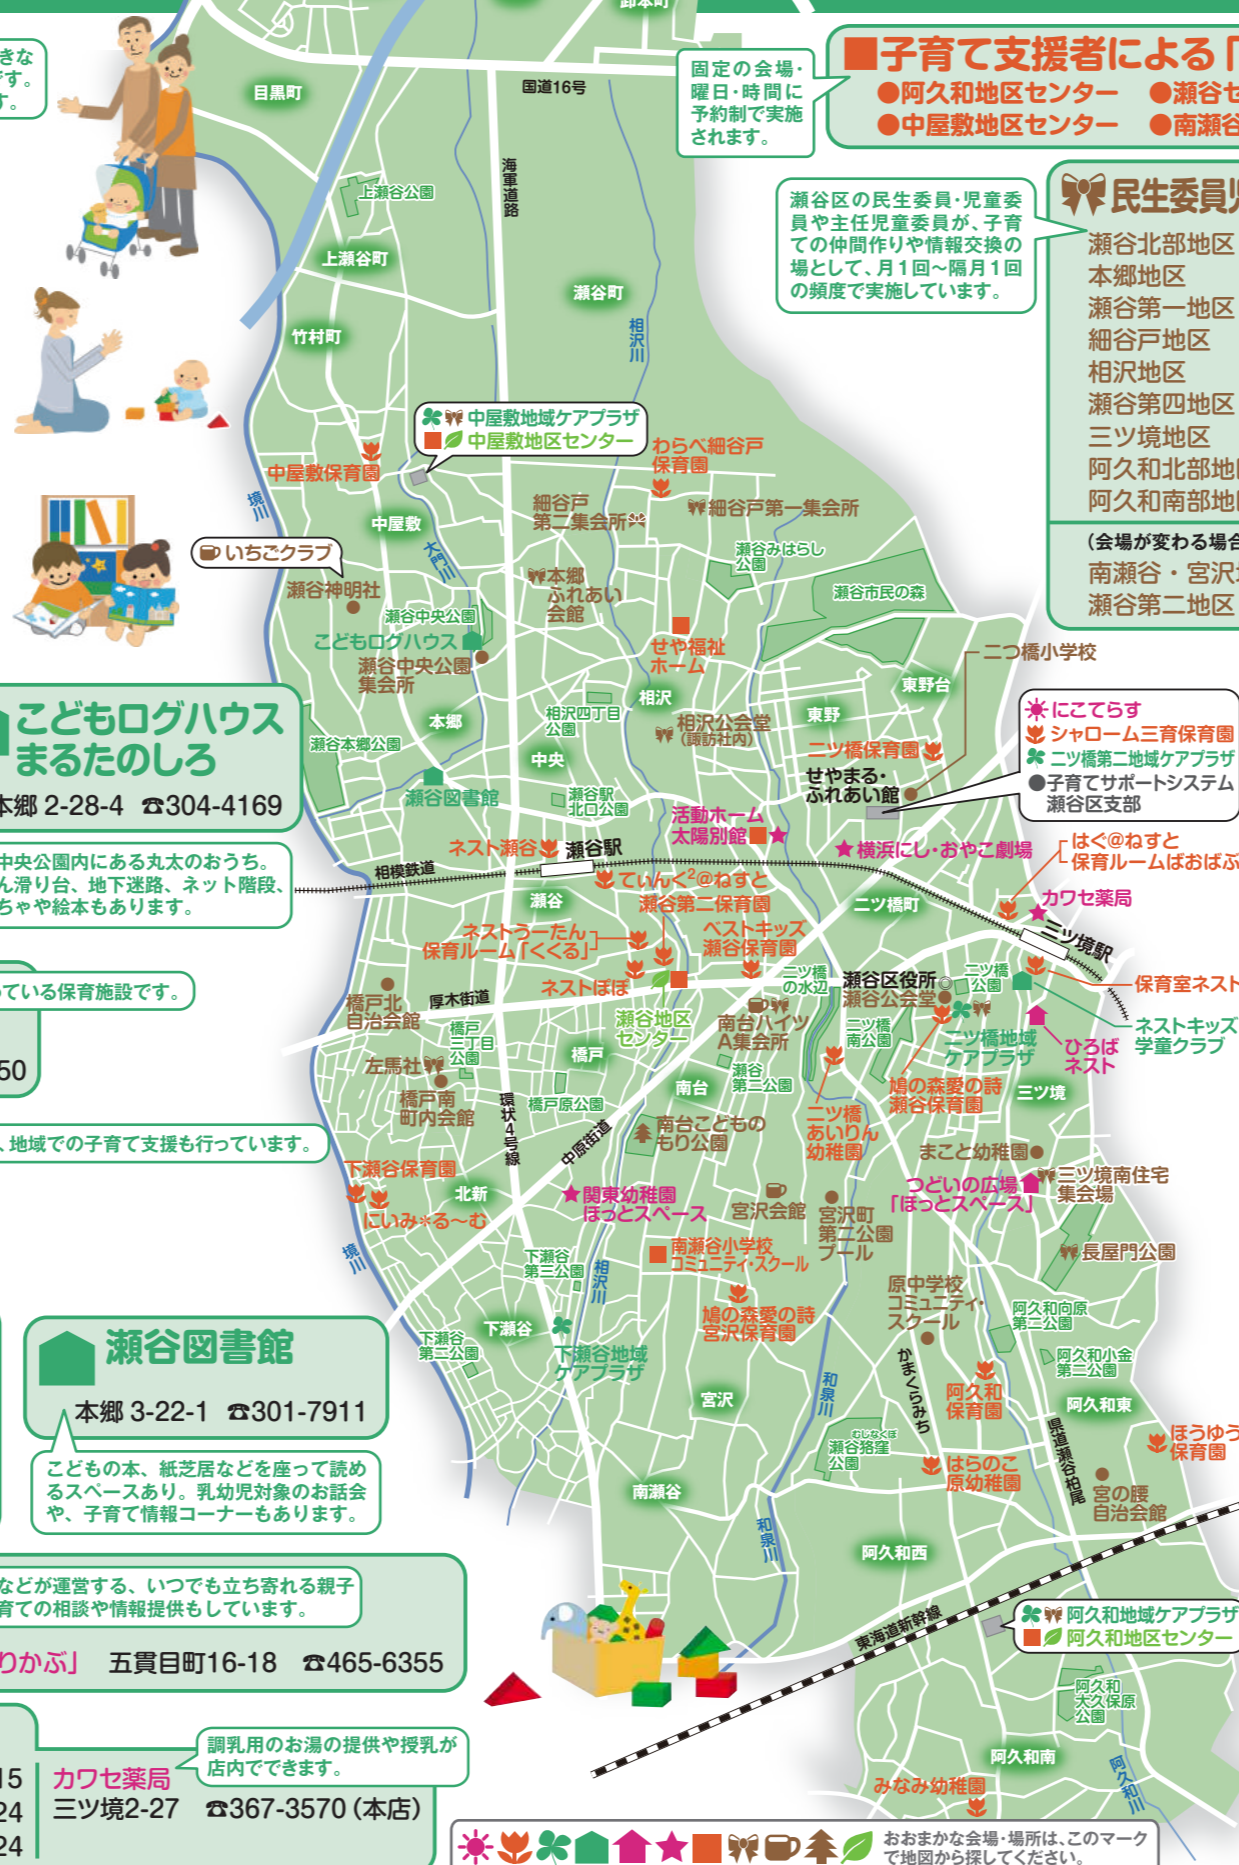 卸本町
きな
です。
す。
目黒町
国道16号
固定の会場・
曜日・時間に
予約制で実施
されます。
■子育て支援者による「
●阿久和地区センター ●瀬谷セ
●中屋敷地区センター ●南瀬谷
海軍道路
上瀬谷公園
上瀬谷町
瀬谷町
相沢川
竹村町
瀬谷区の民生委員・児童委
員や主任児童委員が、子育
ての仲間作りや情報交換の
場として、月1回〜隔月1回
の頻度で実施しています。
民生委員児
瀬谷北部地区
本郷地区
瀬谷第一地区
細谷戸地区
相沢地区
瀬谷第四地区
三ツ境地区
阿久和北部地区
阿久和南部地区
(会場が変わる場合
南瀬谷・宮沢地
瀬谷第二地区
中屋敷地域ケアプラザ
中屋敷地区センター
わらべ細谷戸
保育園
中屋敷保育園
境川
中屋敷
大門川
細谷戸
第二集会所
細谷戸第一集会所
いちごクラブ
瀬谷神明社
本郷
ふれあい
会館
瀬谷みはらし
公園
瀬谷市民の森
瀬谷中央公園
こどもログハウス
瀬谷中央公園
集会所
せや福祉
ホーム
二つ橋小学校
東野台
こどもログハウス
まるたのしろ
本郷 2-28-4 ☎304-4169
中央公園内にある丸太のおうち。
ん滑り台、地下迷路、ネット階段、
ちゃや絵本もあります。
本郷
瀬谷本郷公園
相沢四丁目
公園
相沢
相沢公会堂
(諏訪社内)
東野
二ツ橋保育園
せやまる・
ふれあい館
にこてらす
シャローム三育保育園
二ツ橋第二地域ケアプラザ
●子育てサポートシステム
瀬谷区支部
中央
瀬谷図書館
瀬谷駅
北口公園
活動ホーム
太陽別館
横浜にし・おやこ劇場
はぐ@ねすと
保育ルームばおばぶ
ネスト瀬谷
瀬谷駅
相模鉄道
てぃんく²@ねすと
瀬谷
瀬谷第二保育園
二ツ橋町
カワセ薬局
三ツ境駅
ネストうーたん
保育ルーム「くくる」
ベストキッズ
瀬谷保育園
ネストぽぽ
二ツ橋
の水辺
瀬谷区役所
瀬谷公会堂
二ツ橋
公園
保育室ネスト
っている保育施設です。
50
橋戸北
自治会館
厚木街道
瀬谷地区
センター
南台ハイツ
A集会所
二ツ橋
南公園
二ツ橋地域
ケアプラザ
ひろば
ネスト
ネストキッズ
学童クラブ
橋戸
三丁目
公園
橋戸
左馬社
橋戸南
町内会館
瀬谷
第二公園
南台
鳩の森愛の詩
瀬谷保育園
三ツ境
環状4号線
橋戸原公園
中原街道
南台こどもの
もり公園
二ツ橋
あいりん
幼稚園
まこと幼稚園
、地域での子育て支援も行っています。
下瀬谷保育園
にいみ*る〜む
北新
関東幼稚園
ほっとスペース
つどいの広場
「ほっとスペース」
三ツ境南住宅
集会場
宮沢会館
宮沢町
第二公園
プール
境川
下瀬谷
第三公園
相沢川
南瀬谷小学校
コミュニティ・スクール
長屋門公園
原中学校
コミュニティ・
スクール
鳩の森愛の詩
宮沢保育園
阿久和向原
第二公園
瀬谷図書館
本郷 3-22-1 ☎301-7911
こどもの本、紙芝居などを座って読め
るスペースあり。乳幼児対象のお話会
や、子育て情報コーナーもあります。
下瀬谷
下瀬谷
第二公園
下瀬谷地域
ケアプラザ
かまくらみち
阿久和小金
第二公園
宮沢
和泉川
阿久和
保育園
阿久和東
むじなくぼ
瀬谷狢窪
公園
県道瀬谷柏尾
ほうゆう
保育園
はらのこ
原幼稚園
宮の腰
自治会館
南瀬谷
和泉川
阿久和西
などが運営する、いつでも立ち寄れる親子
育ての相談や情報提供もしています。
りかぶ」 五貫目町16-18 ☎465-6355
東海道新幹線
阿久和地域ケアプラザ
阿久和地区センター
阿久和
大久保原
公園
調乳用のお湯の提供や授乳が
店内でできます。
15
24
24
カワセ薬局
三ツ境2-27 ☎367-3570(本店)
阿久和南
みなみ幼稚園
阿久和川
おおまかな会場・場所は、このマーク
で地図から探してください。